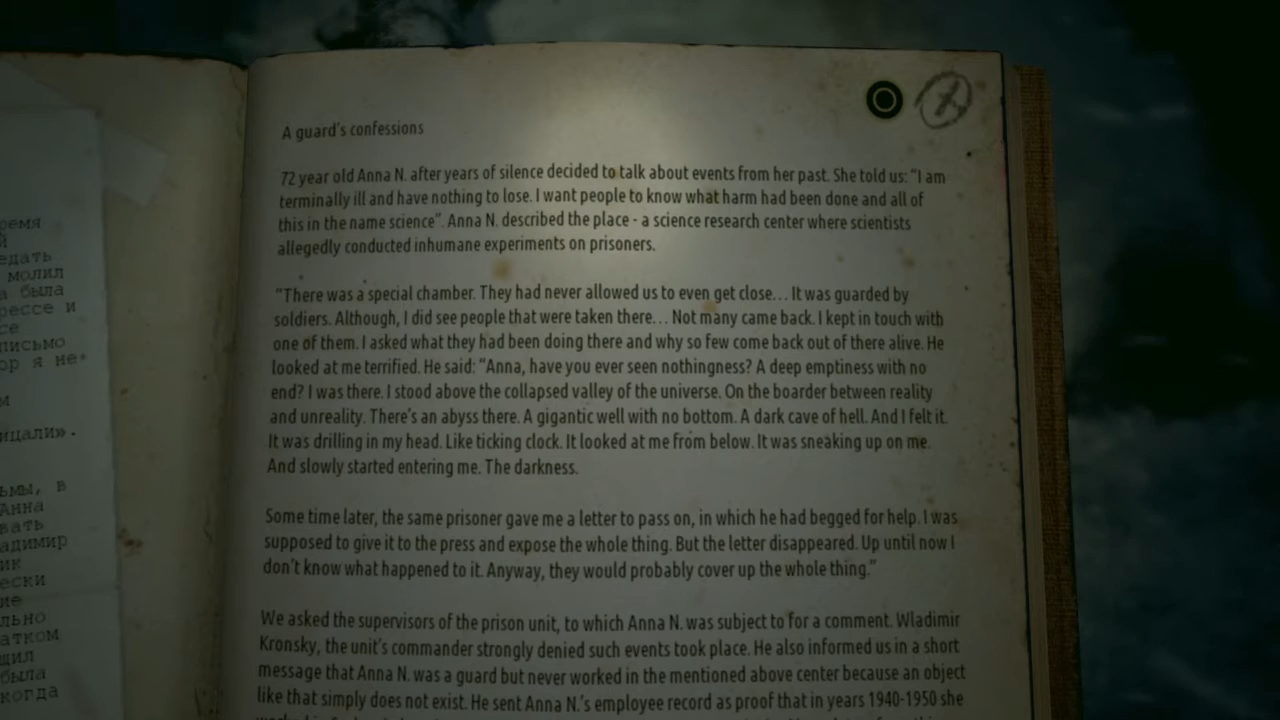 ремя
й
едать
молил
а была
рессе и
се
письмо
ор я не"
м
ицали».
ьмы, в
Анна
вать
адимир
ик
ески
ие
льно
атком
щил
была
когда
A guard's confessions
72 year old Anna N. after years of silence decided to talk about events from her past. She told us: "I am
terminally ill and have nothing to lose. I want people to know what harm had been done and all of
this in the name science". Anna N. described the place - a science research center where scientists
allegedly conducted inhumane experiments on prisoners.
"There was a special chamber. They had never allowed us to even get close... It was guarded by
soldiers. Although, I did see people that were taken there... Not many came back. I kept in touch with
one of them. I asked what they had been doing there and why so few come back out of there alive. He
looked at me terrified. He said: "Anna, have you ever seen nothingness? A deep emptiness with no
end? I was there. I stood above the collapsed valley of the universe. On the boarder between reality
and unreality. There's an abyss there. A gigantic well with no bottom. A dark cave of hell. And I felt it.
It was drilling in my head. Like ticking clock. It looked at me from below. It was sneaking up on me.
And slowly started entering me. The darkness.
Some time later, the same prisoner gave me a letter to pass on, in which he had begged for help. I was
supposed to give it to the press and expose the whole thing. But the letter disappeared. Up until now I
don't know what happened to it. Anyway, they would probably cover up the whole thing."
We asked the supervisors of the prison unit, to which Anna N. was subject to for a comment. Wladimir
Kronsky, the unit's commander strongly denied such events took place. He also informed us in a short
message that Anna N. was a guard but never worked in the mentioned above center because an object
like that simply does not exist. He sent Anna N.'s employee record as proof that in years 1940-1950 she